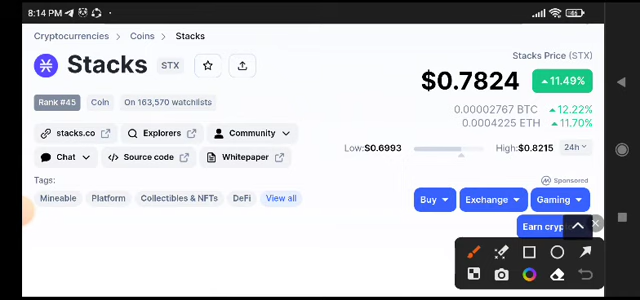 8:14 PM
Cryptocurrencies > Coins > Stacks
Stacks STX
Stacks Price (STX)
$0.7824 11.49%
Rank #45 Coin On 163,570 watchlists
0.00002767 BTC 12.22%
0.0004225 ETH 11.70%
stacks.co Explorers Community
Low:$0.6993 High:$0.8215 24h
Chat Source code Whitepaper
Tags:
Sponsored
Mineable Platform Collectibles & NFTs DeFi View all
Buy Exchange Gaming
Earn